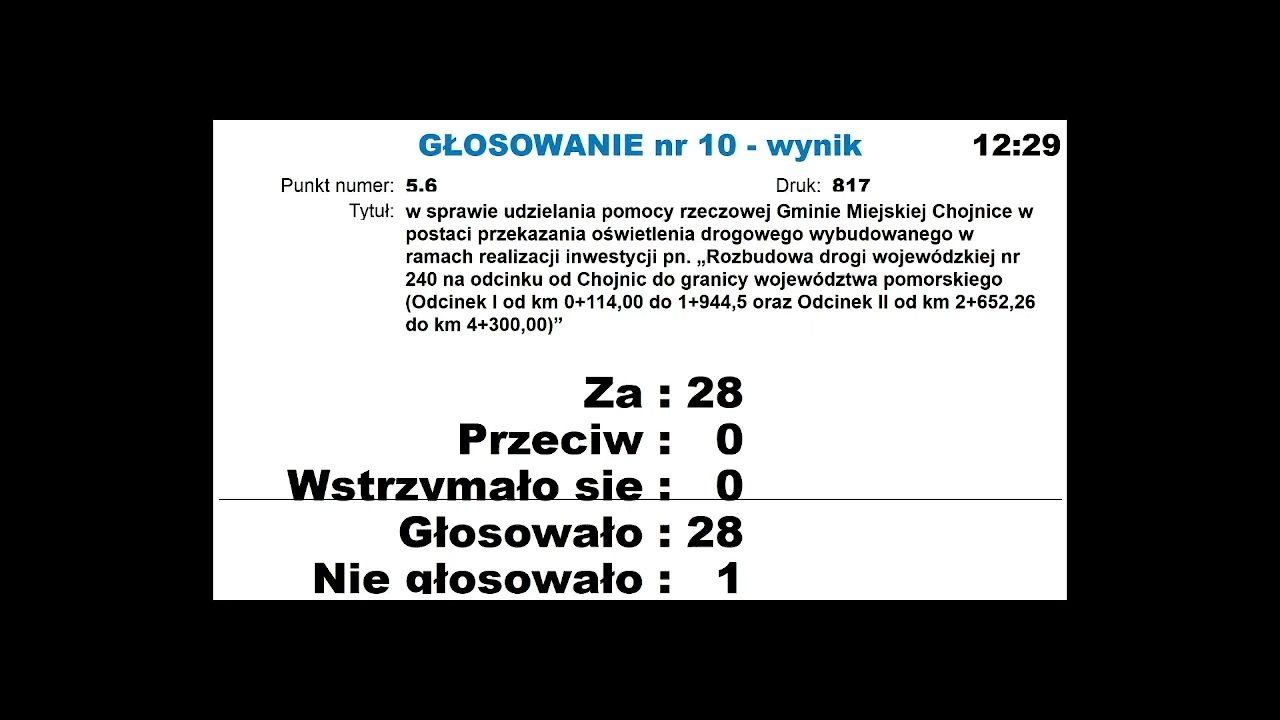 GŁOSOWANIE nr 10 - wynik 12:29
Punkt numer: 5.6 Druk: 817
Tytuł: w sprawie udzielania pomocy rzeczowej Gminie Miejskiej Chojnice w
postaci przekazania oświetlenia drogowego wybudowanego w
ramach realizacji inwestycji pn. „Rozbudowa drogi wojewódzkiej nr
240 na odcinku od Chojnic do granicy województwa pomorskiego
(Odcinek I od km 0+114,00 do 1+944,5 oraz Odcinek II od km 2+652,26
do km 4+300,00)”
Za : 28
Przeciw : 0
Wstrzymało się : 0
Głosowało : 28
Nie głosowało : 1